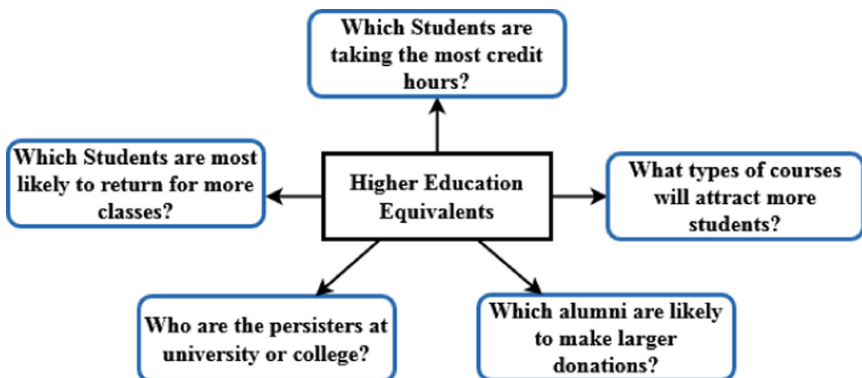 Which Students are
taking the most credit
hours?
Which Students are most
likely to return for more
classes?
Higher Education
Equivalents
What types of courses
will attract more
students?
Who are the persisters at
university or college?
Which alumni are likely
to make larger
donations?